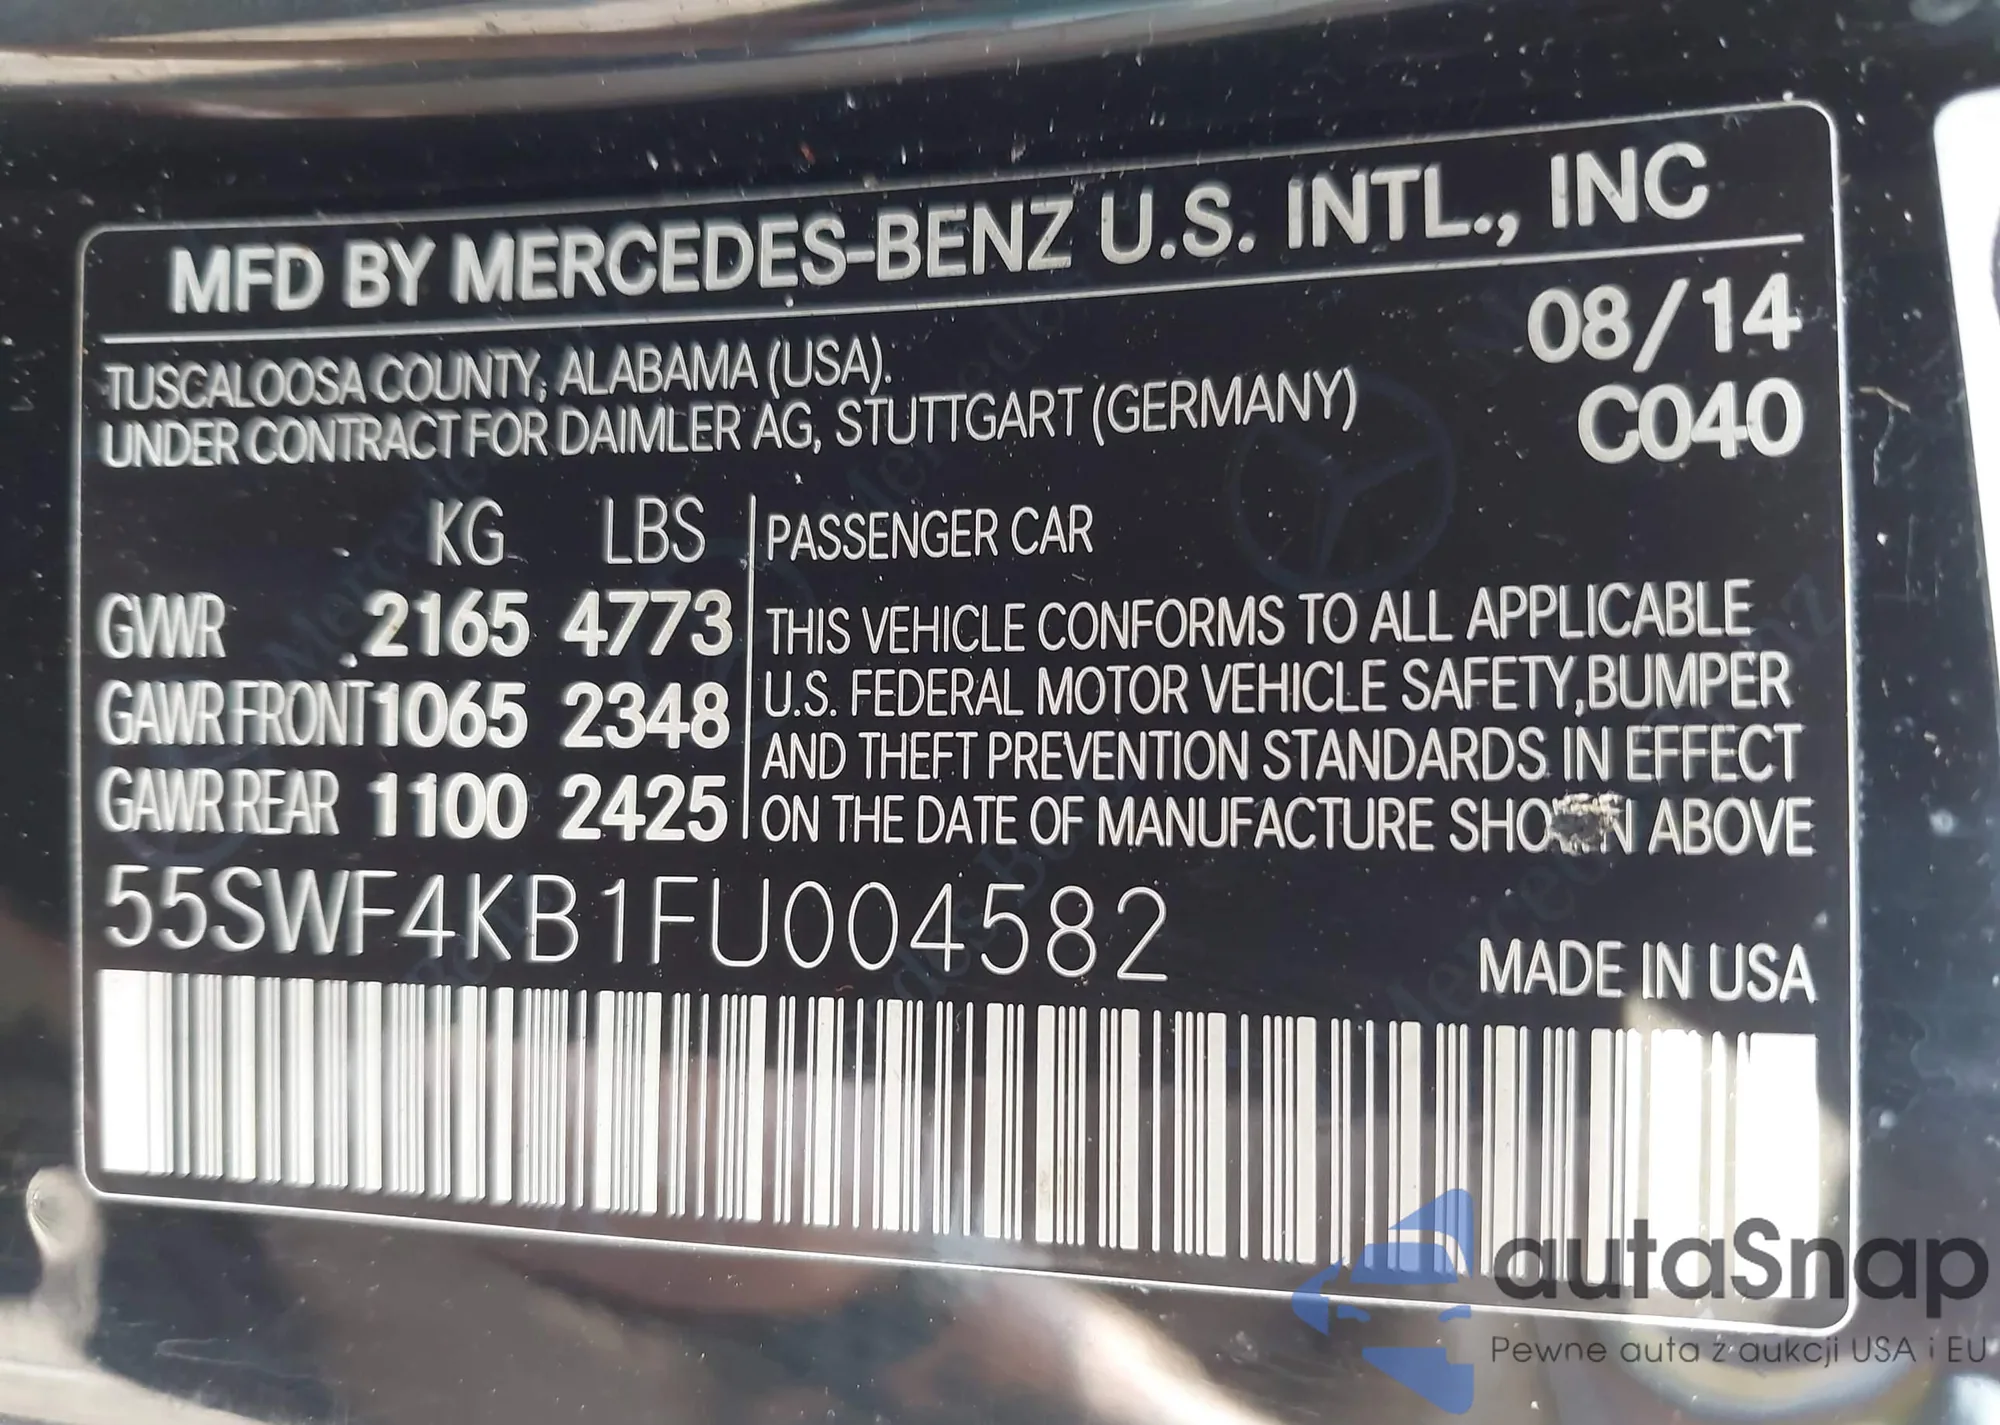 MFD BY MERCEDES-BENZ U.S. INTL., INC
08/14
TUSCALOOSA COUNTY, ALABAMA (USA).
UNDER CONTRACT FOR DAIMLER AG, STUTTGART (GERMANY)
C040
KG LBS
GVWR 2165 4773
GAWR FRONT 1065 2348
GAWR REAR 1100 2425
PASSENGER CAR
THIS VEHICLE CONFORMS TO ALL APPLICABLE
U.S. FEDERAL MOTOR VEHICLE SAFETY,BUMPER
AND THEFT PREVENTION STANDARDS IN EFFECT
ON THE DATE OF MANUFACTURE SHOWN ABOVE
55SWF4KB1FU004582
MADE IN USA
autaSnap
Pewne auta z aukcji USA i EU